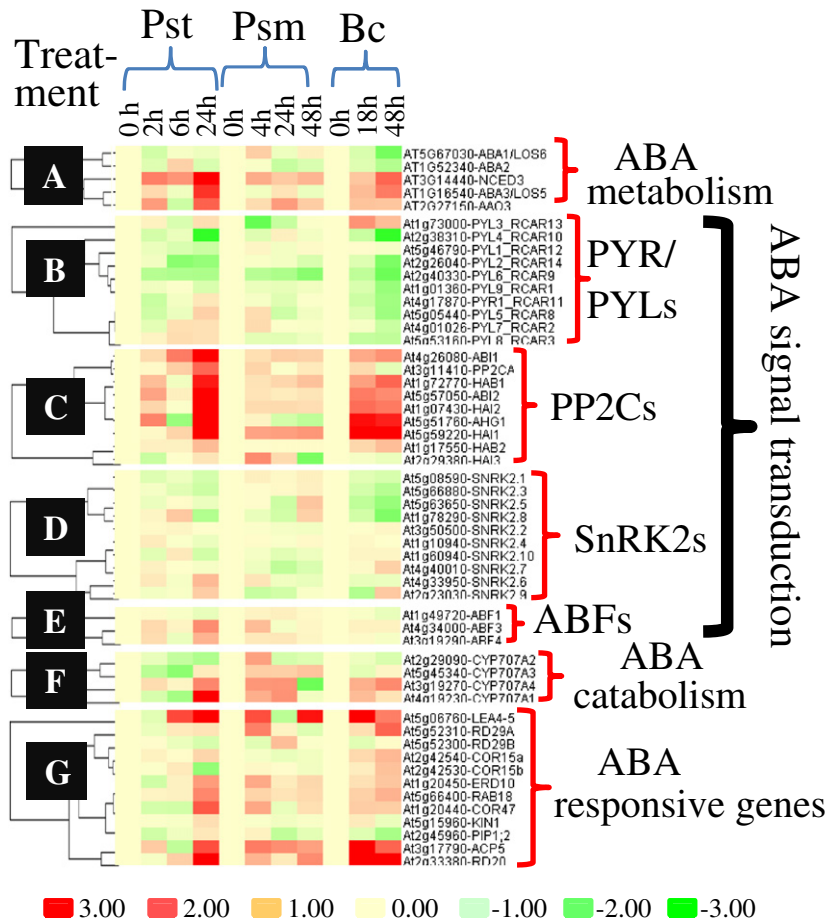 Pst Psm Bc
Treat-
ment
0 h 2h 6h 24h 0h 4h 24h 48h 0h 18h 48h
A
AT5G67030-ABA1/LOS6
AT1G52340-ABA2
AT3G14440-NCED3
AT1G16540-ABA3/LOS5
AT2G27150-AAO3
ABA
metabolism
B
At1g73000-PYL3_RCAR13
At2g38310-PYL4_RCAR10
At5g46790-PYL1_RCAR12
At2g26040-PYL2_RCAR14
At2g40330-PYL6_RCAR9
At1g01360-PYL9_RCAR1
At4g17870-PYR1_RCAR11
At5g05440-PYL5_RCAR8
At4g01026-PYL7_RCAR2
At5g53160-PYL8_RCAR3
PYR/
PYLs
C
At4g26080-ABI1
At3g11410-PP2CA
At1g72770-HAB1
At5g57050-ABI2
At1g07430-HAI2
At5g51760-AHG1
At5g59220-HAI1
At1g17550-HAB2
At2g29380-HAI3
PP2Cs
D
At5g08590-SNRK2.1
At5g66880-SNRK2.3
At5g63650-SNRK2.5
At1g78290-SNRK2.8
At3g50500-SNRK2.2
At1g10940-SNRK2.4
At1g60940-SNRK2.10
At4g40010-SNRK2.7
At4g33950-SNRK2.6
At2g23030-SNRK2.9
SnRK2s
E
At1g49720-ABF1
At4g34000-ABF3
At3g19290-ABF4
ABFs
ABA signal transduction
F
At2g29090-CYP707A2
At5g45340-CYP707A3
At3g19270-CYP707A4
At4g19230-CYP707A1
ABA
catabolism
G
At5g06760-LEA4-5
At5g52310-RD29A
At5g52300-RD29B
At2g42540-COR15a
At2g42530-COR15b
At1g20450-ERD10
At5g66400-RAB18
At1g20440-COR47
At5g15960-KIN1
At2g45960-PIP1;2
At3g17790-ACP5
At2g33380-RD20
ABA
responsive genes
3.00 2.00 1.00 0.00 -1.00 -2.00 -3.00